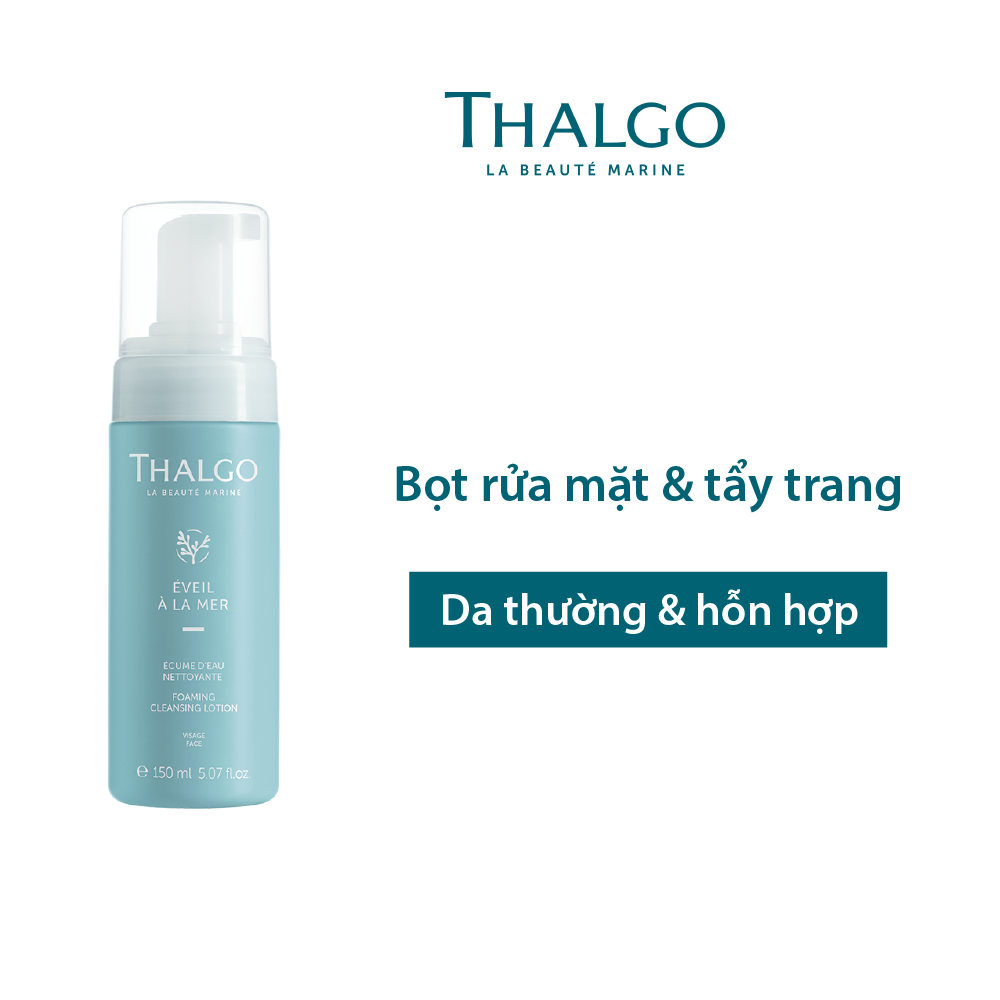 THALGO
LA BEAUTÉ MARINE
THALGO
LA BEAUTÉ MARINE
ÉVEIL
À LA MER
ÉCUME D'EAU
NETTOYANTE
FOAMING
CLEANSING LOTION
VISAGE
FACE
℮ 150 ml 5.07 fl.oz
Bọt rửa mặt & tẩy trang
Da thường & hỗn hợp